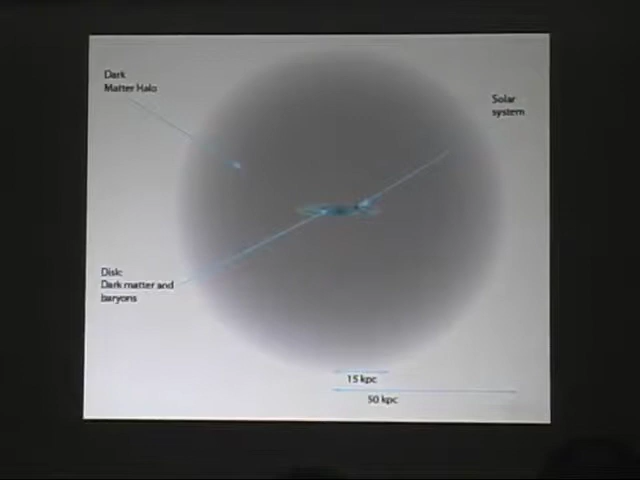 Dark
Matter Halo
Solar
system
Disk:
Dark matter and
baryons
15 kpc
50 kpc